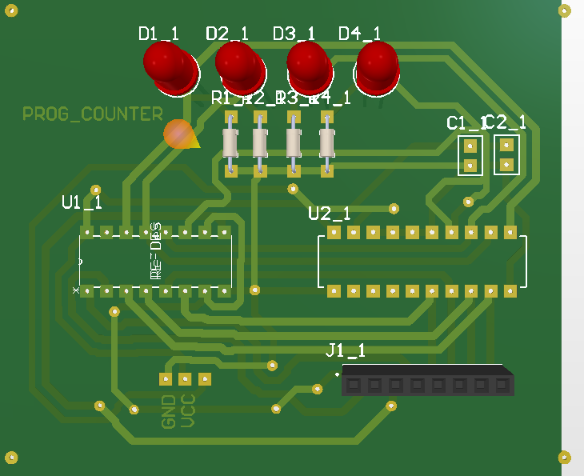 D1_1 D2_1 D3_1 D4_1
PROG_COUNTER
C1_1 C2_1
U1_1
U2_1
J1_1
GND
VCC